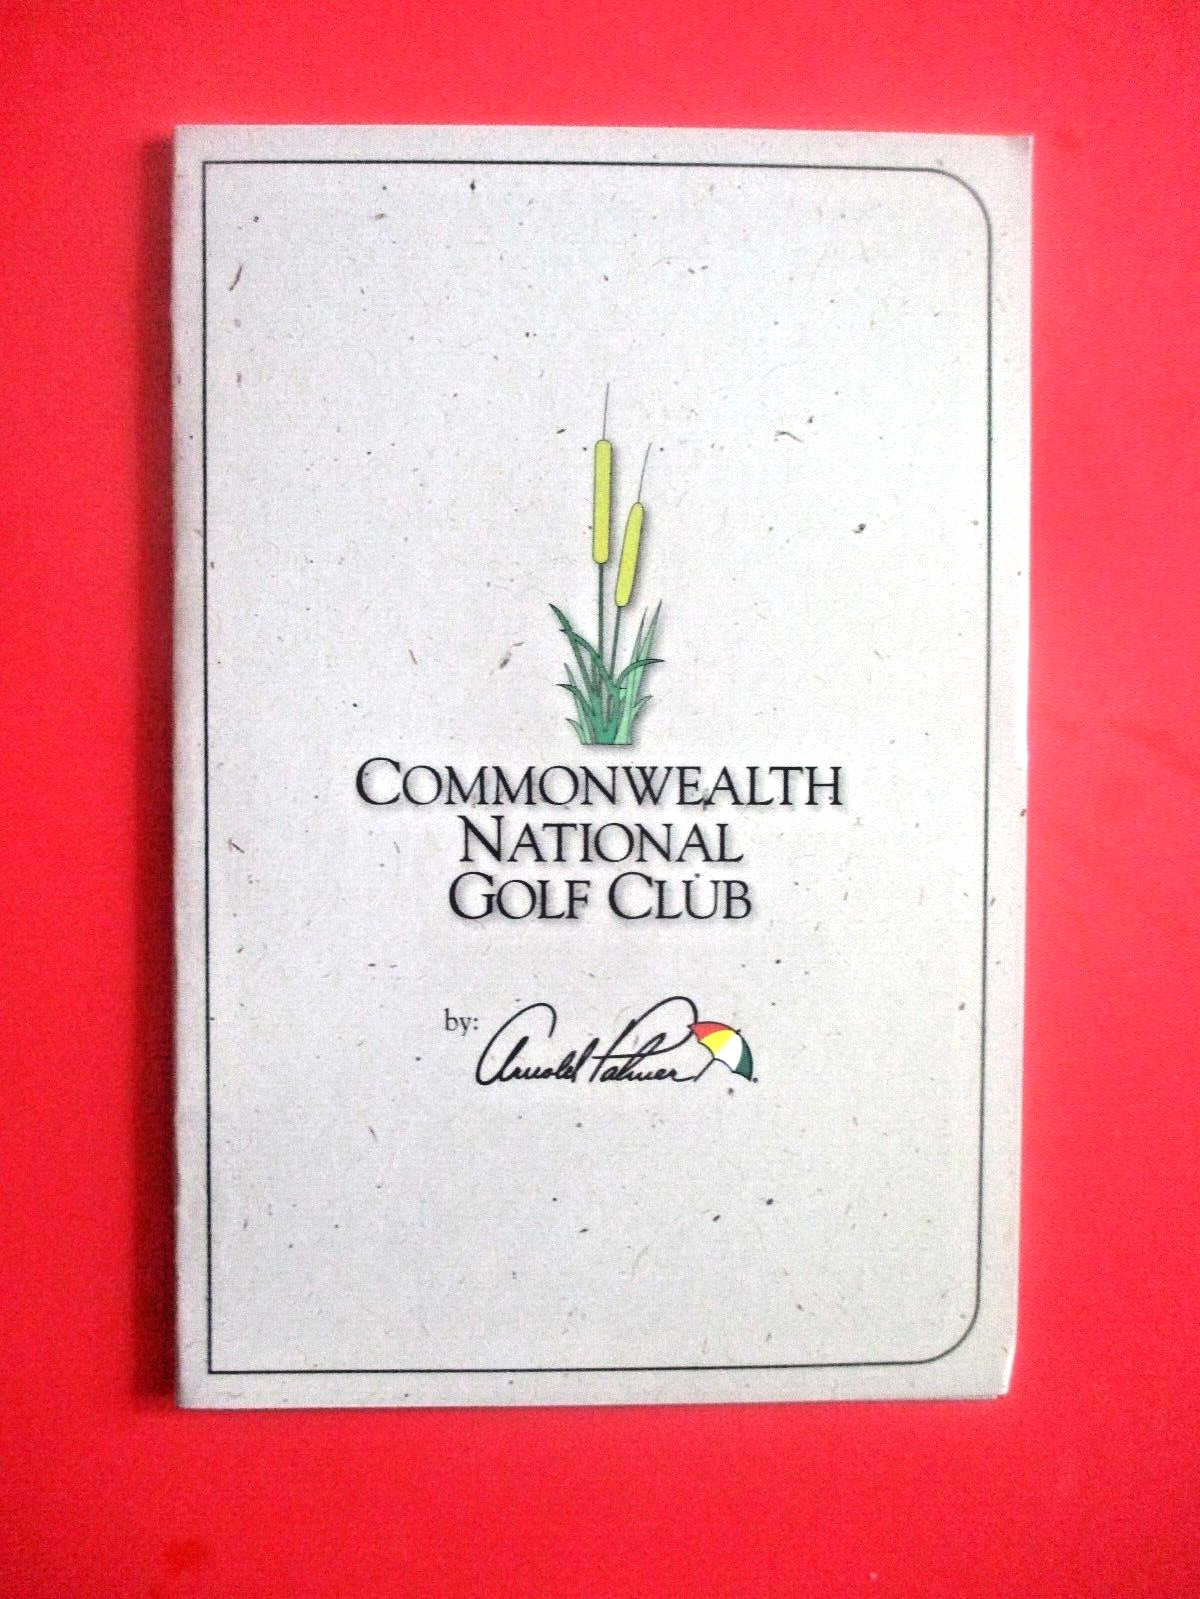 COMMONWEALTH
NATIONAL
GOLF CLUB
by: Arnold Palmer